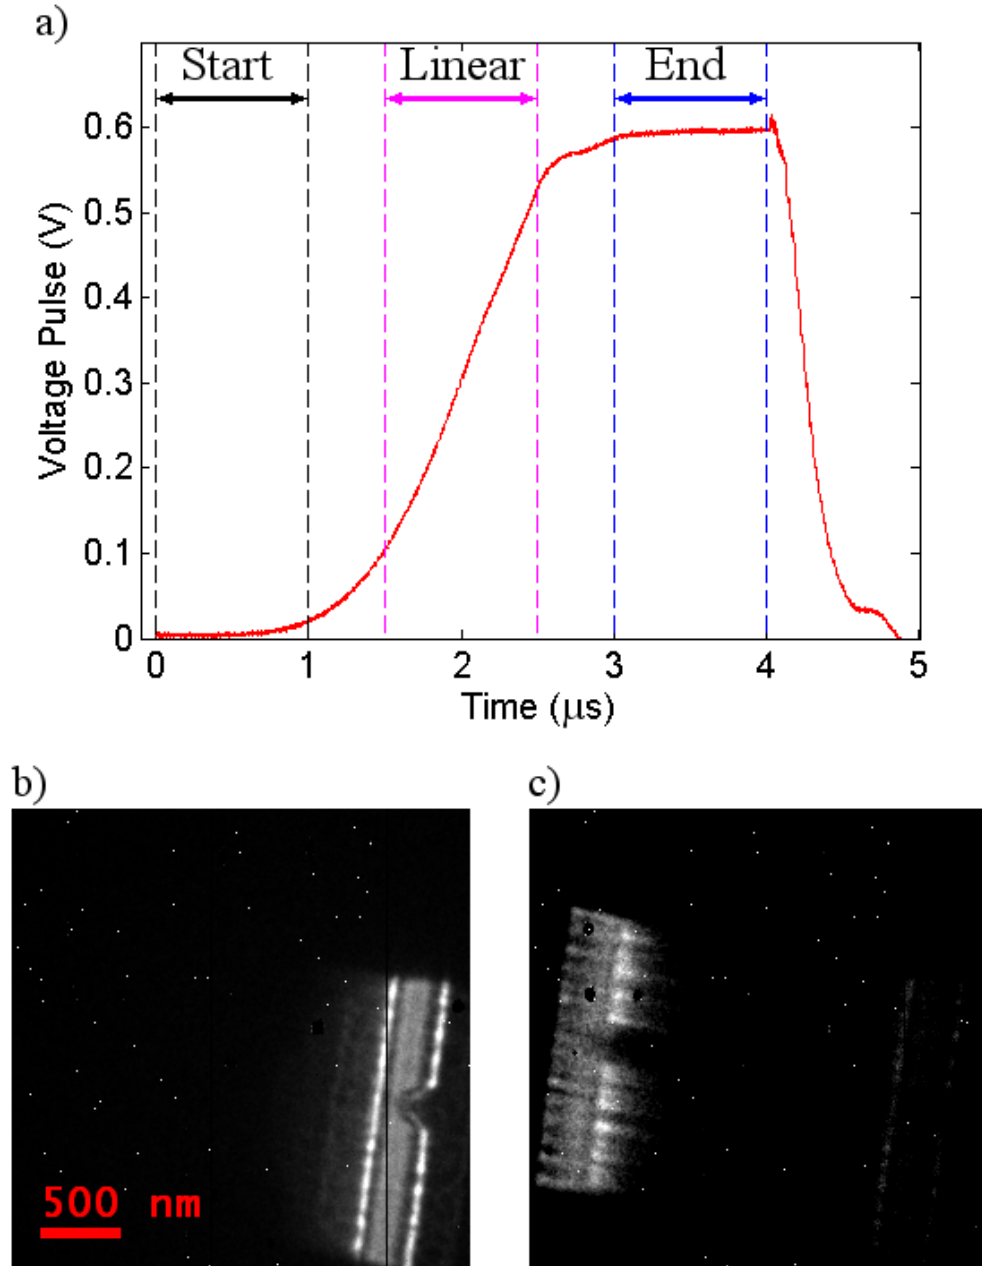 a)
Start Linear End
0.6
0.5
0.4
0.3
0.2
0.1
0
Voltage Pulse (V)
0 1 2 3 4 5
Time (μs)
b) c)
500 nm